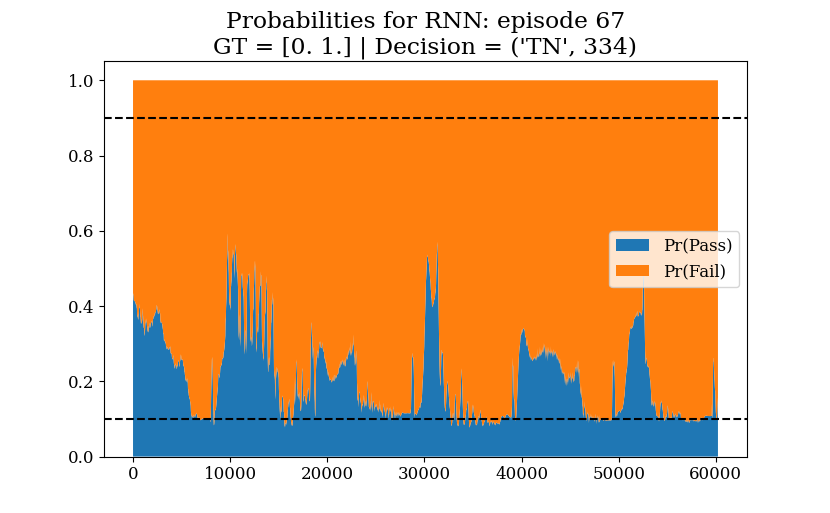 Probabilities for RNN: episode 67
GT = [0. 1.] | Decision = ('TN', 334)
1.0
0.8
0.6
0.4
0.2
0.0
Pr(Pass)
Pr(Fail)
0 10000 20000 30000 40000 50000 60000